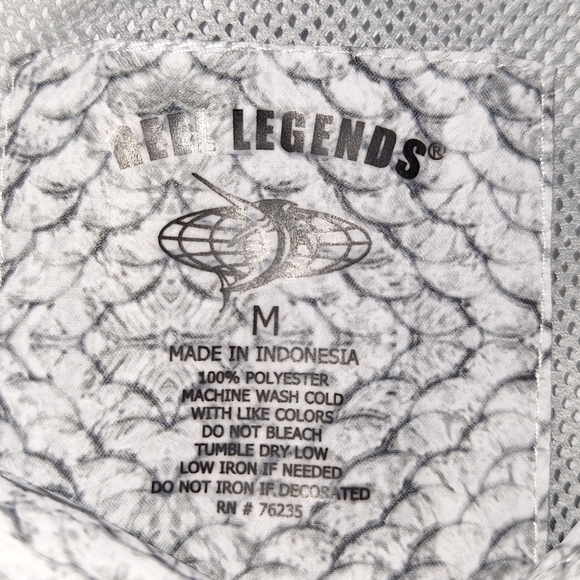 REEL LEGENDS®
M
MADE IN INDONESIA
100% POLYESTER
MACHINE WASH COLD
WITH LIKE COLORS
DO NOT BLEACH
TUMBLE DRY LOW
LOW IRON IF NEEDED
DO NOT IRON IF DECORATED
RN # 76235